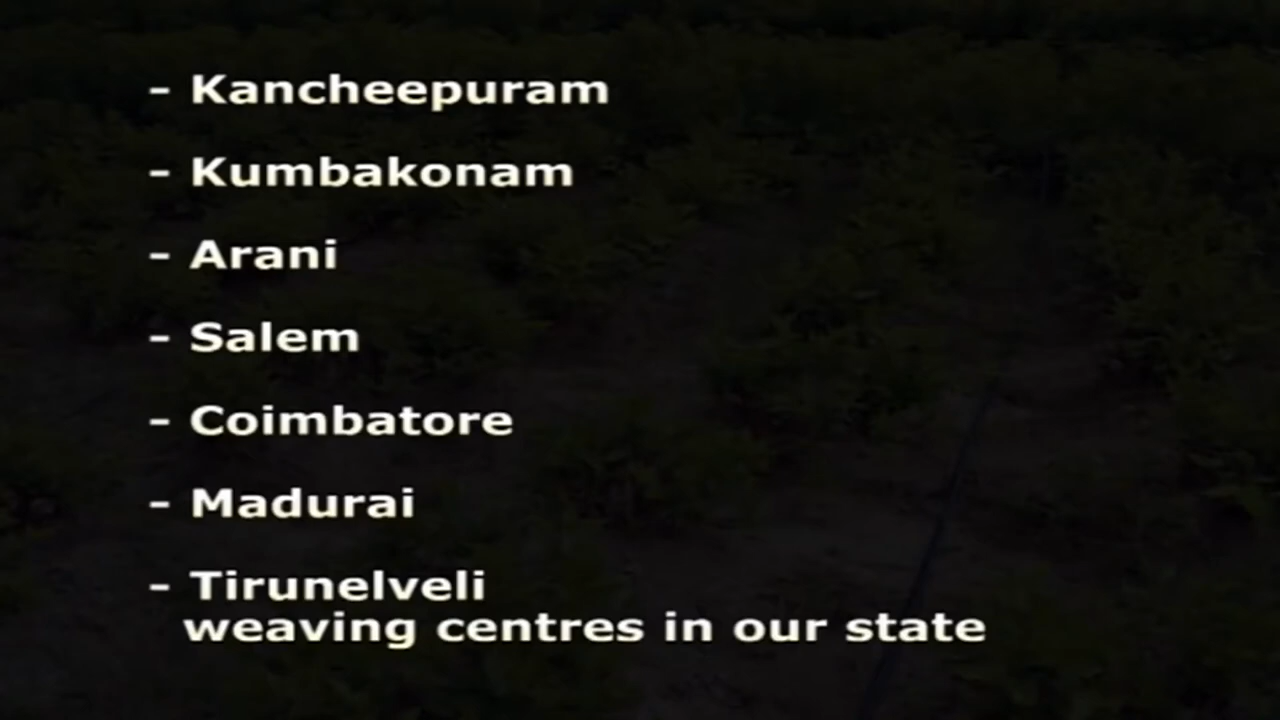 - Kancheepuram
- Kumbakonam
- Arani
- Salem
- Coimbatore
- Madurai
- Tirunelveli
weaving centres in our state